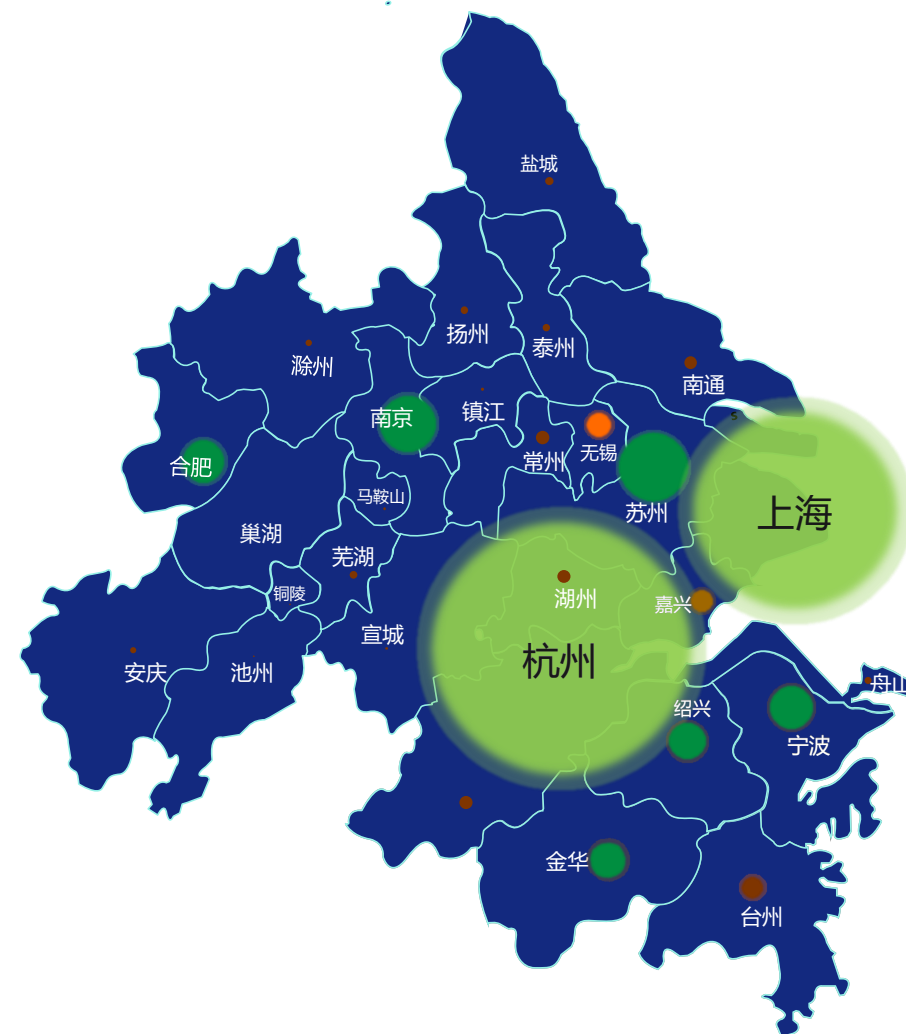 盐城
扬州
泰州
滁州
南通
镇江
南京
合肥
无锡
常州
马鞍山
苏州
上海
巢湖
芜湖
铜陵
湖州
嘉兴
宣城
杭州
安庆
池州
舟山
绍兴
宁波
金华
台州